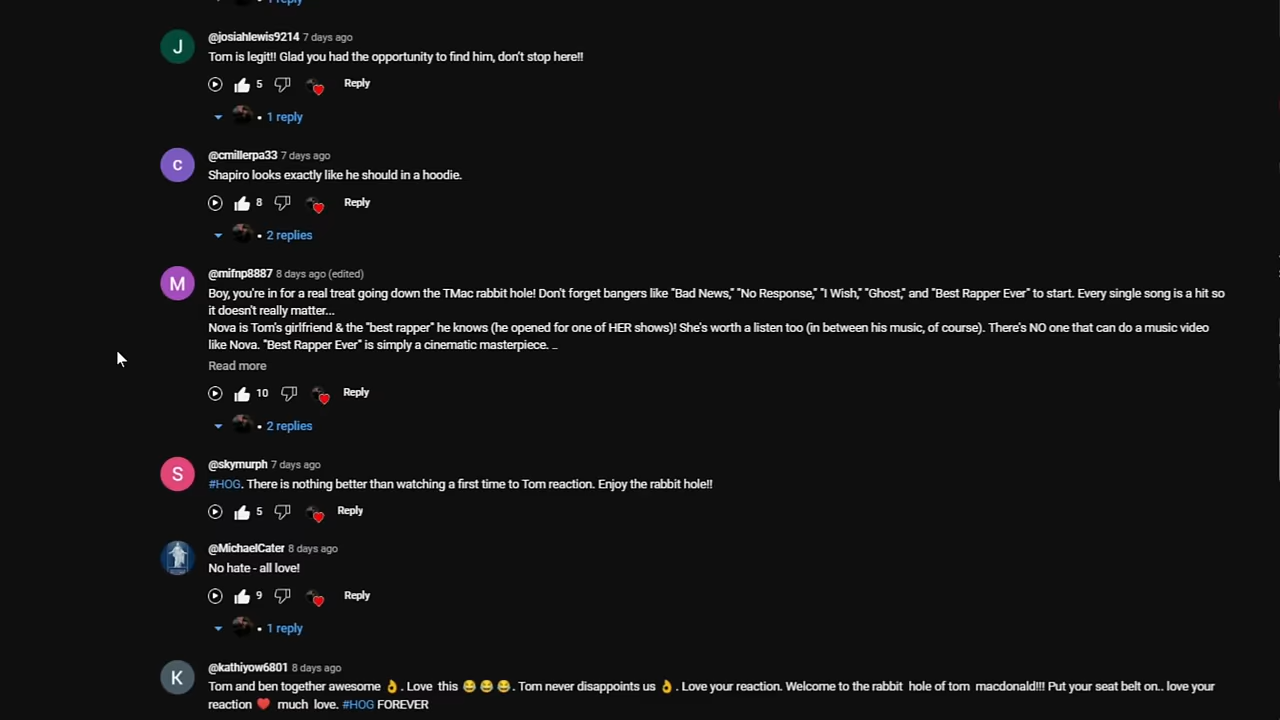 1 reply
J
@josiahlewis9214 7 days ago
Tom is legit!! Glad you had the opportunity to find him, don't stop here!!
5 Reply
• 1 reply
c
@cmillerpa33 7 days ago
Shapiro looks exactly like he should in a hoodie.
8 Reply
• 2 replies
M
@mifnp8887 8 days ago (edited)
Boy, you're in for a real treat going down the TMac rabbit hole! Don't forget bangers like "Bad News," "No Response," "I Wish," "Ghost," and "Best Rapper Ever" to start. Every single song is a hit so
it doesn't really matter...
Nova is Tom's girlfriend & the "best rapper" he knows (he opened for one of HER shows)! She's worth a listen too (in between his music, of course). There's NO one that can do a music video
like Nova. "Best Rapper Ever" is simply a cinematic masterpiece. ...
Read more
10 Reply
• 2 replies
S
@skymurph 7 days ago
#HOG. There is nothing better than watching a first time to Tom reaction. Enjoy the rabbit hole!!
5 Reply
@MichaelCater 8 days ago
No hate - all love!
9 Reply
• 1 reply
K
@kathiyow6801 8 days ago
Tom and ben together awesome 👌. Love this 😂😂😂. Tom never disappoints us 👌. Love your reaction. Welcome to the rabbit hole of tom macdonald!!! Put your seat belt on.. love your
reaction ❤️ much love. #HOG FOREVER